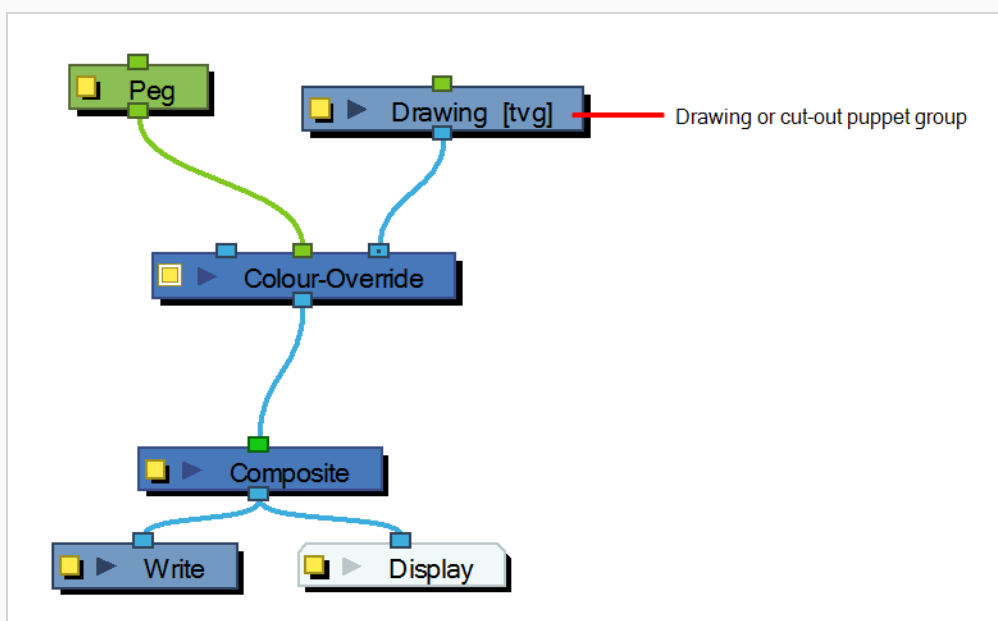 Peg
Drawing [tvg]
Drawing or cut-out puppet group
Colour-Override
Composite
Write
Display